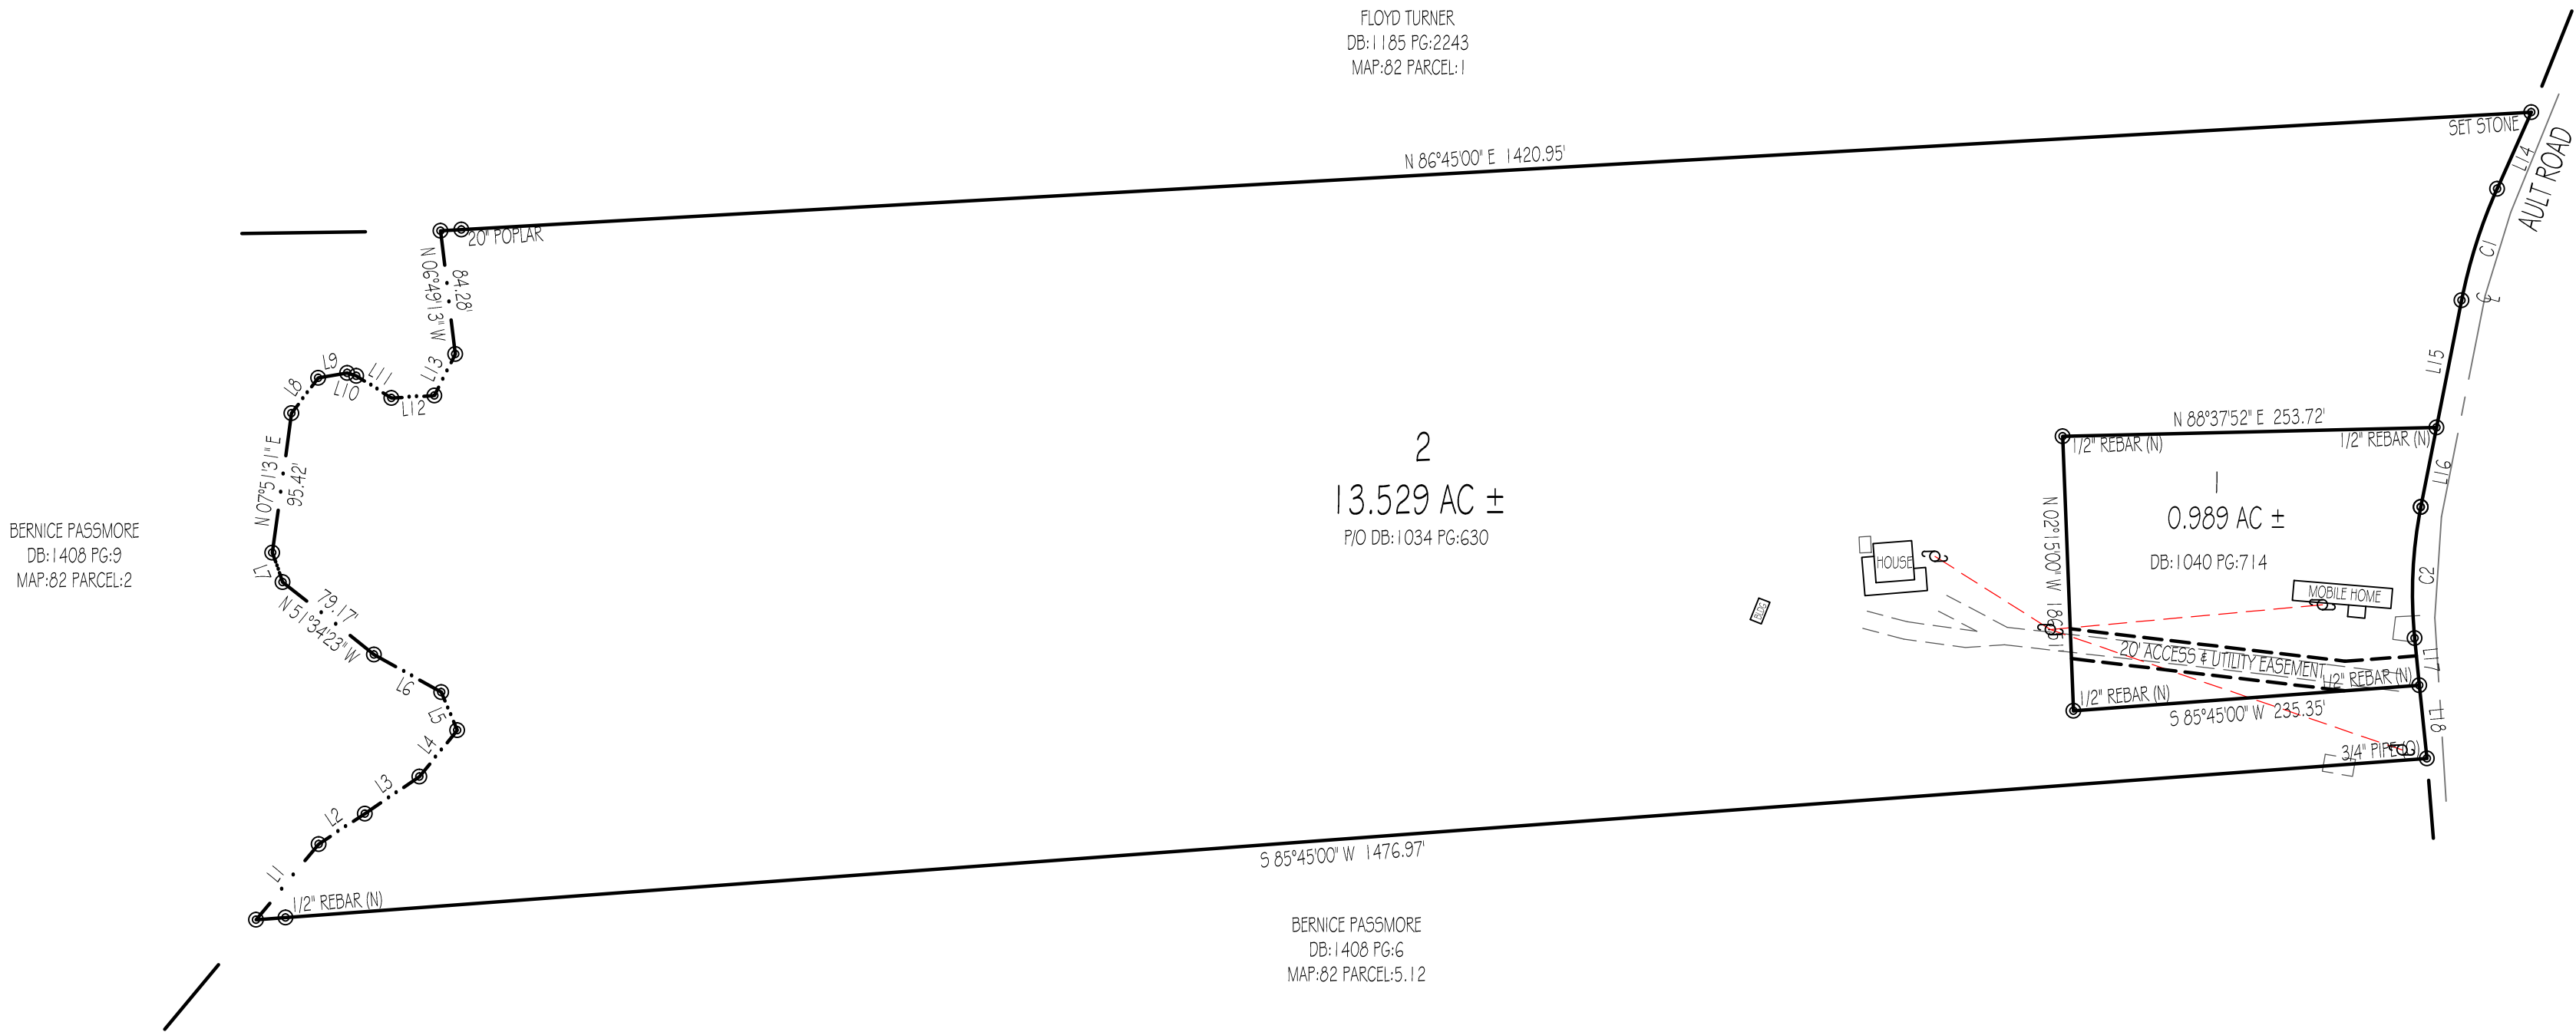 FLOYD TURNER
DB:1185 PG:2243
MAP:82 PARCEL:1
SET STONE
L14
AULT ROAD
N 86°45'00" E 1420.95'
20" POPLAR
N 06°49'13" W
84.28'
C1
L15
L13
L12
L11
L10
L9
L8
N 88°37'52" E 253.72'
1/2" REBAR (N)
1/2" REBAR (N)
L16
2
13.529 AC ±
P/O DB:1034 PG:630
1
0.989 AC ±
DB:1040 PG:714
N 07°51'31" E
95.42'
BERNICE PASSMORE
DB:1408 PG:9
MAP:82 PARCEL:2
L7
79.17'
N 51°34'23" W
HOUSE
BLDG
N 02°15'00" W
MOBILE HOME
C2
20' ACCESS & UTILITY EASEMENT
L17
1/2" REBAR (N)
1/2" REBAR (N)
S 85°45'00" W 235.35'
L18
3/4" PIPE (O)
L6
L5
L4
L3
L2
L1
1/2" REBAR (N)
S 85°45'00" W 1476.97'
BERNICE PASSMORE
DB:1408 PG:6
MAP:82 PARCEL:5.12